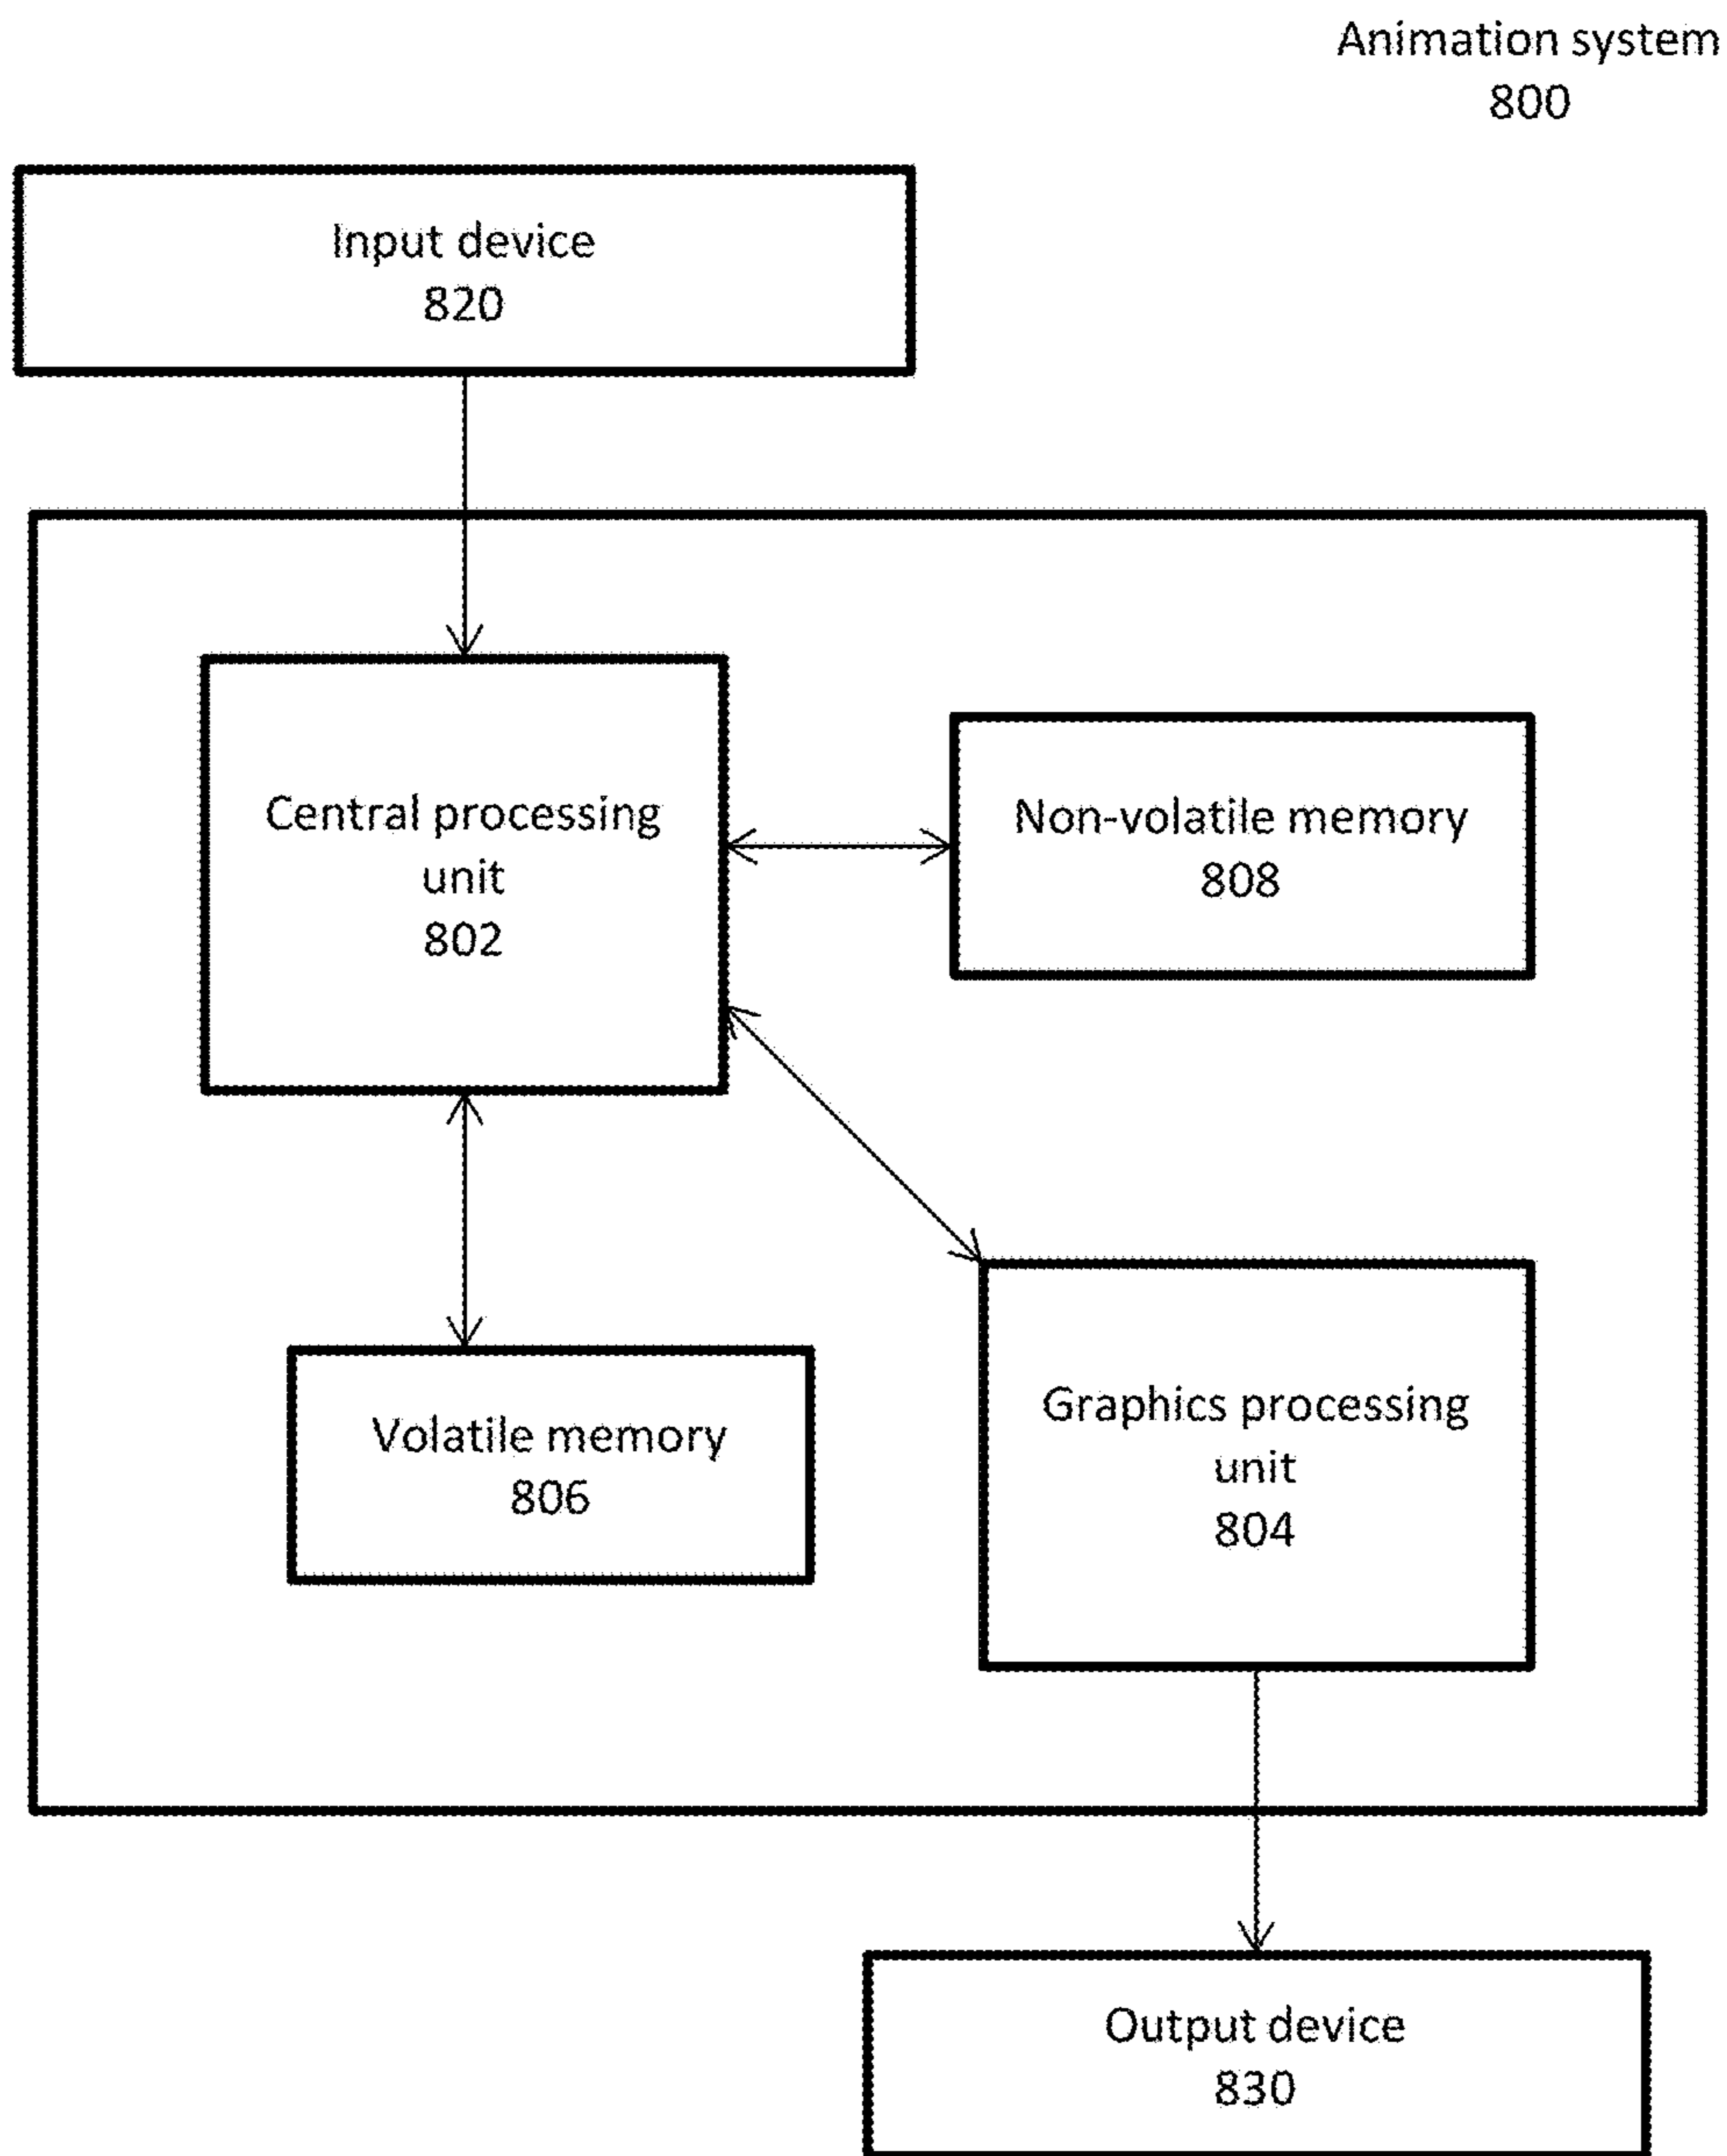 Animation system
800
Input device
820
Central processing
unit
802
Non-volatile memory
808
Volatile memory
806
Graphics processing
unit
804
Output device
830